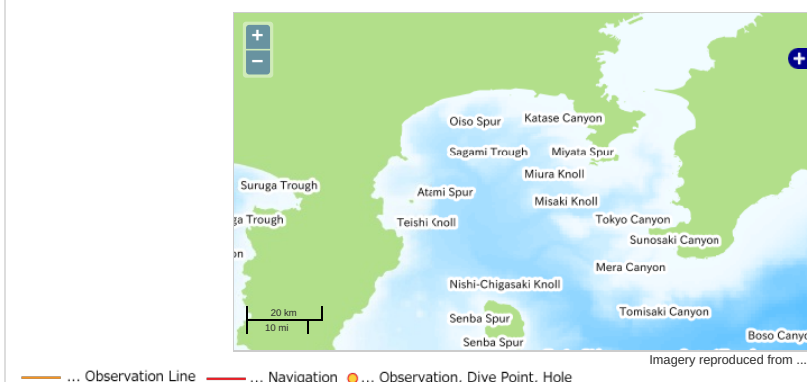 +
−
Oiso Spur
Katase Canyon
Sagami Trough
Miyata Spur
Miura Knoll
Suruga Trough
Atami Spur
Misaki Knoll
ga Trough
Teishi Knoll
Tokyo Canyon
Sunosaki Canyon
on
Mera Canyon
Nishi-Chigasaki Knoll
20 km
10 mi
Senba Spur
Tomisaki Canyon
Senba Spur
Boso Canyo
Imagery reproduced from ...
... Observation Line ... Navigation ... Observation, Dive Point, Hole